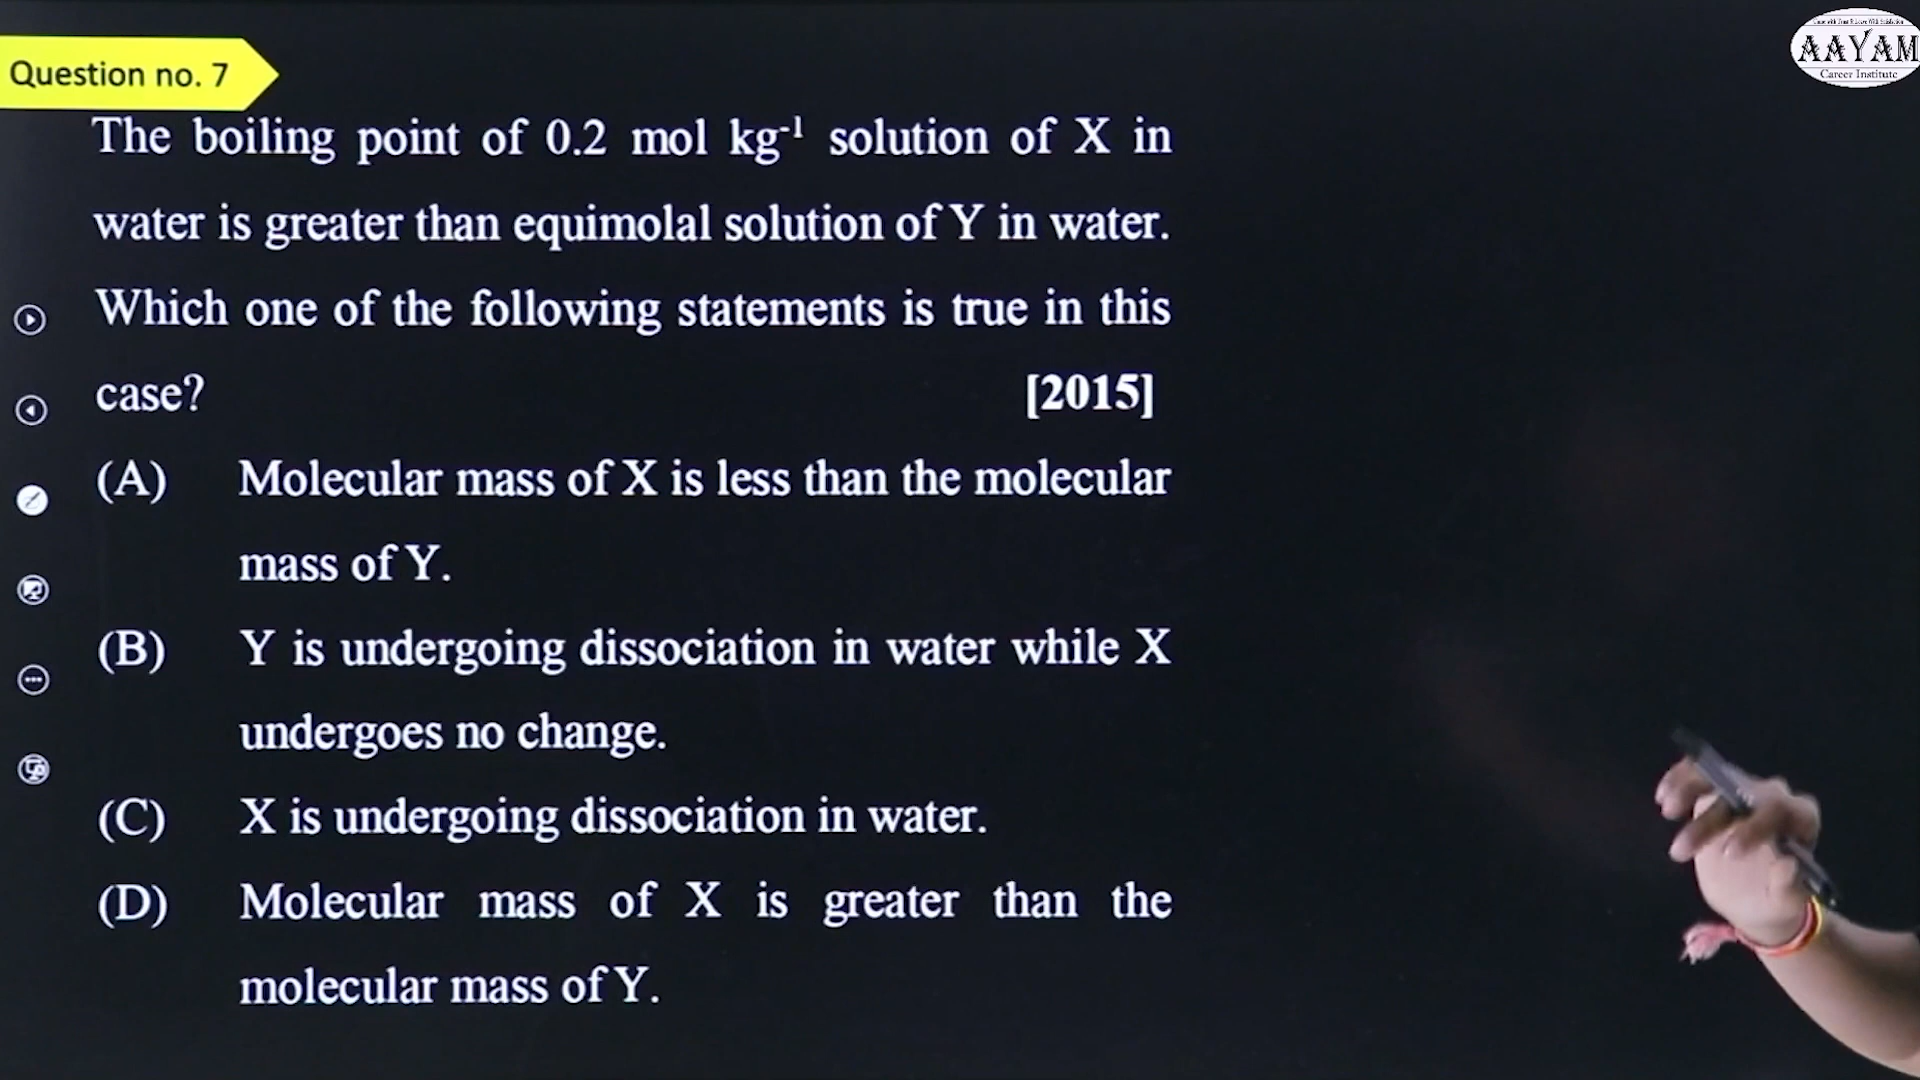 AAYAM
Career Institute
Question no. 7
The boiling point of 0.2 mol kg⁻¹ solution of X in
water is greater than equimolal solution of Y in water.
Which one of the following statements is true in this
case? [2015]
(A) Molecular mass of X is less than the molecular
mass of Y.
(B) Y is undergoing dissociation in water while X
undergoes no change.
(C) X is undergoing dissociation in water.
(D) Molecular mass of X is greater than the
molecular mass of Y.